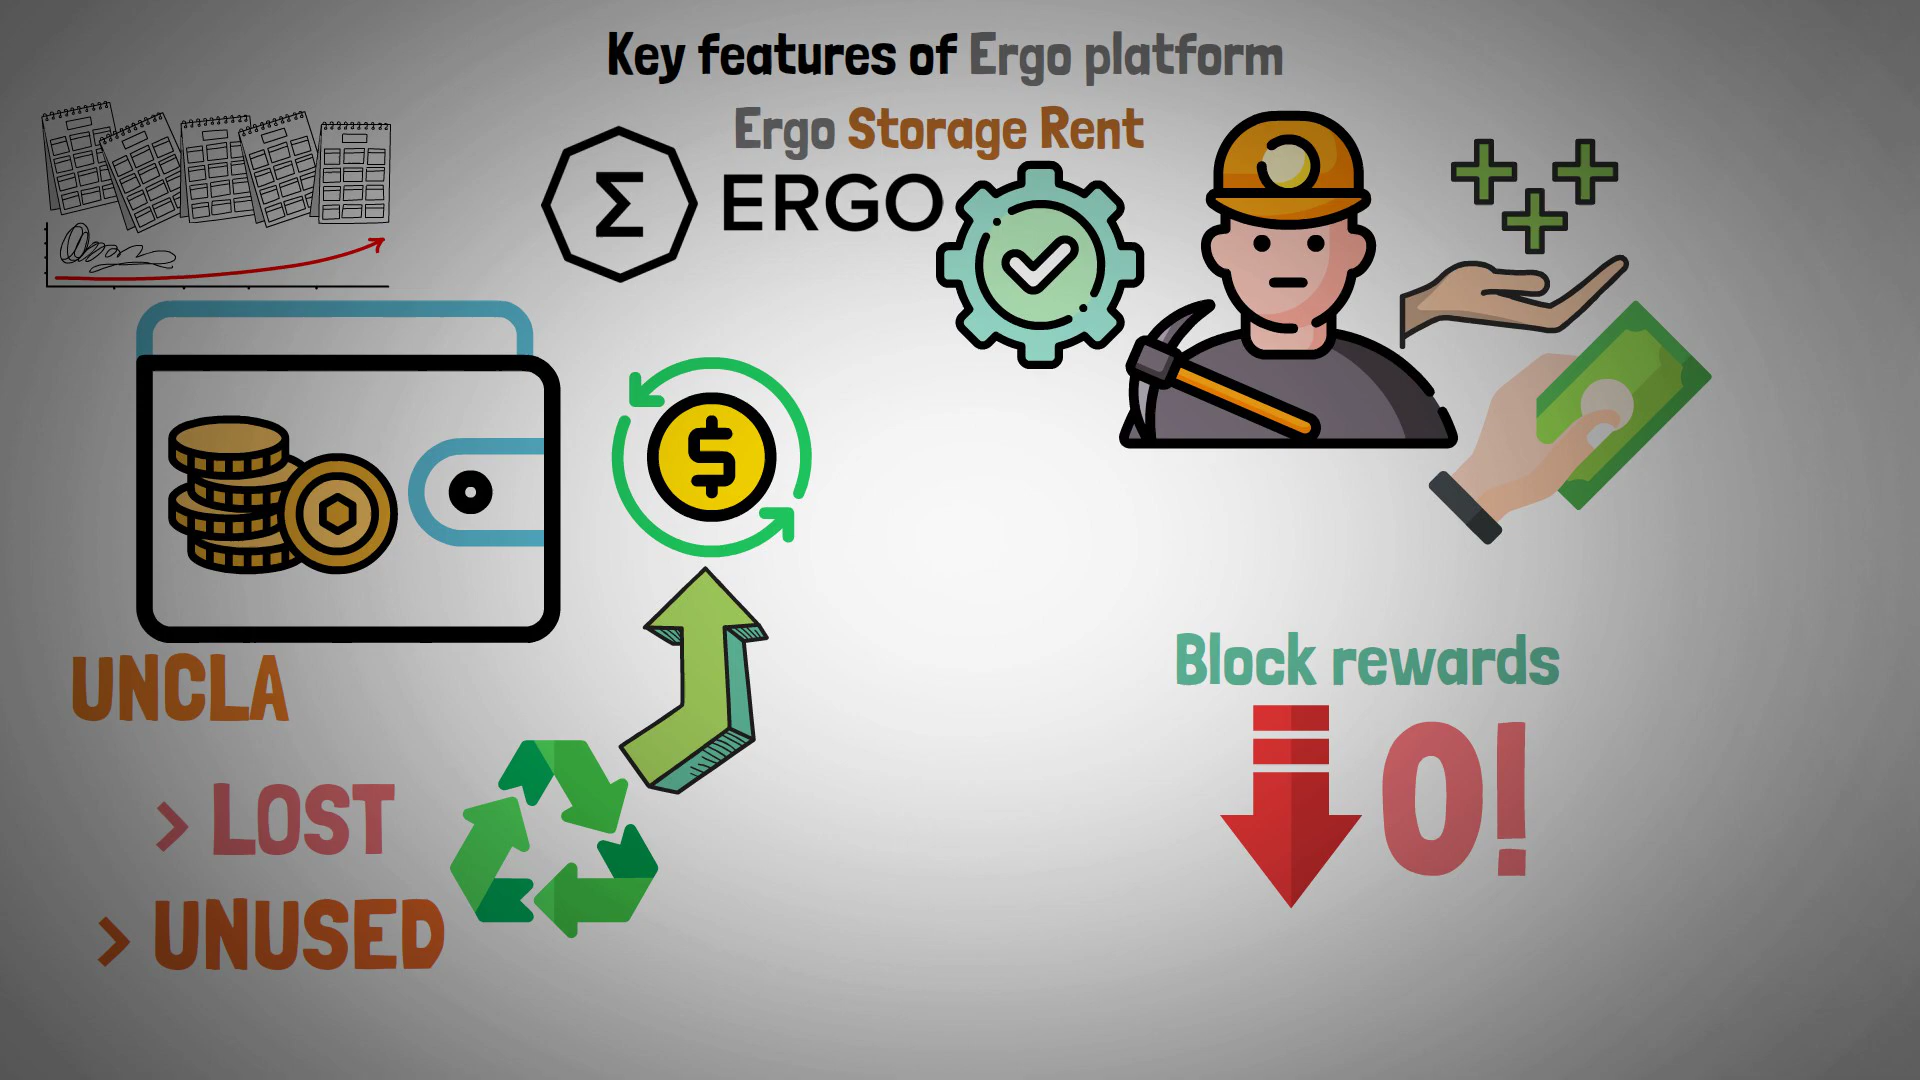 Key features of Ergo platform
Ergo Storage Rent
Σ ERGO
$
UNCLA
> LOST
> UNUSED
Block rewards
0!